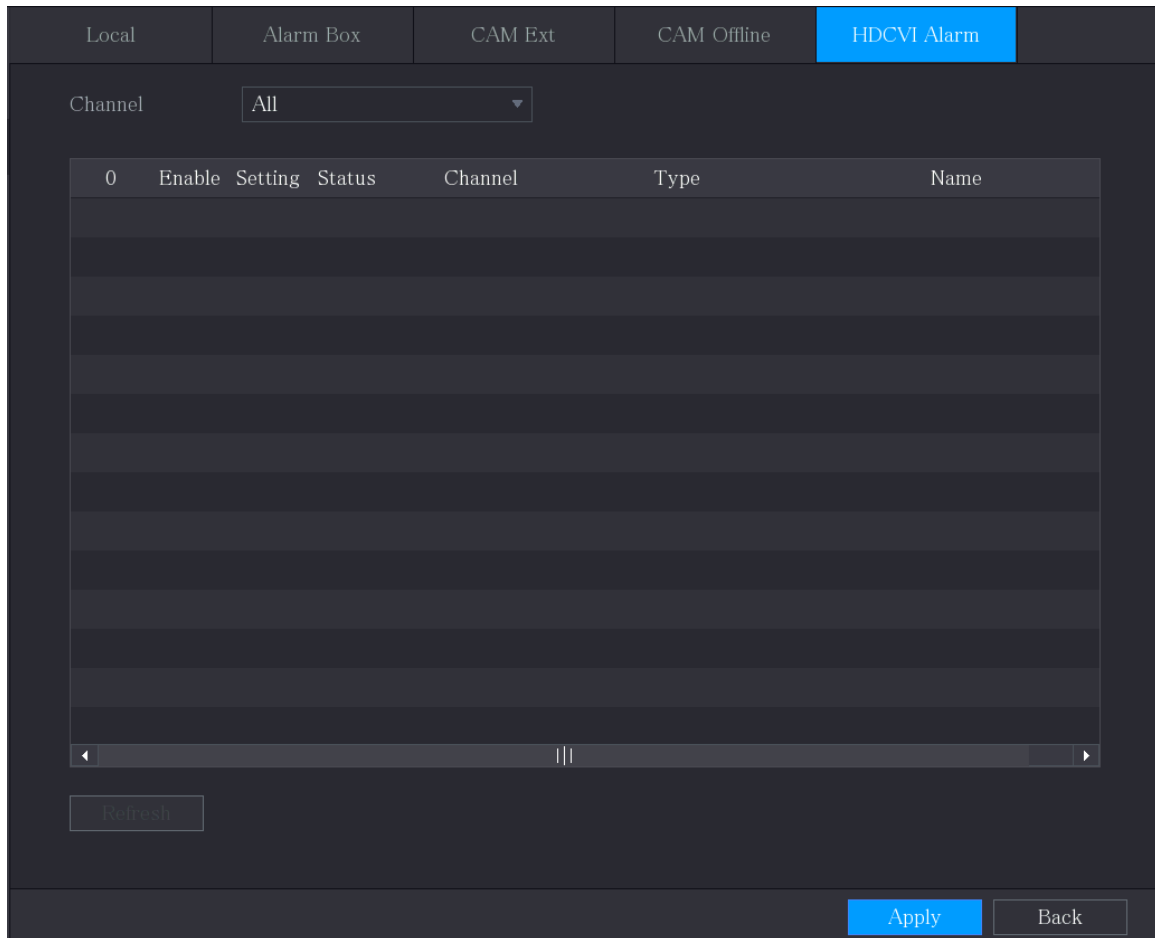 Local Alarm Box CAM Ext CAM Offline HDCVI Alarm
Channel All
0 Enable Setting Status Channel Type Name
Refresh
Apply Back